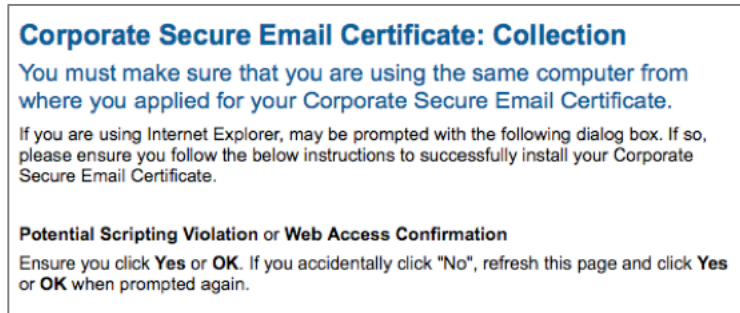 Corporate Secure Email Certificate: Collection
You must make sure that you are using the same computer from
where you applied for your Corporate Secure Email Certificate.
If you are using Internet Explorer, may be prompted with the following dialog box. If so,
please ensure you follow the below instructions to successfully install your Corporate
Secure Email Certificate.
Potential Scripting Violation or Web Access Confirmation
Ensure you click Yes or OK. If you accidentally click "No", refresh this page and click Yes
or OK when prompted again.